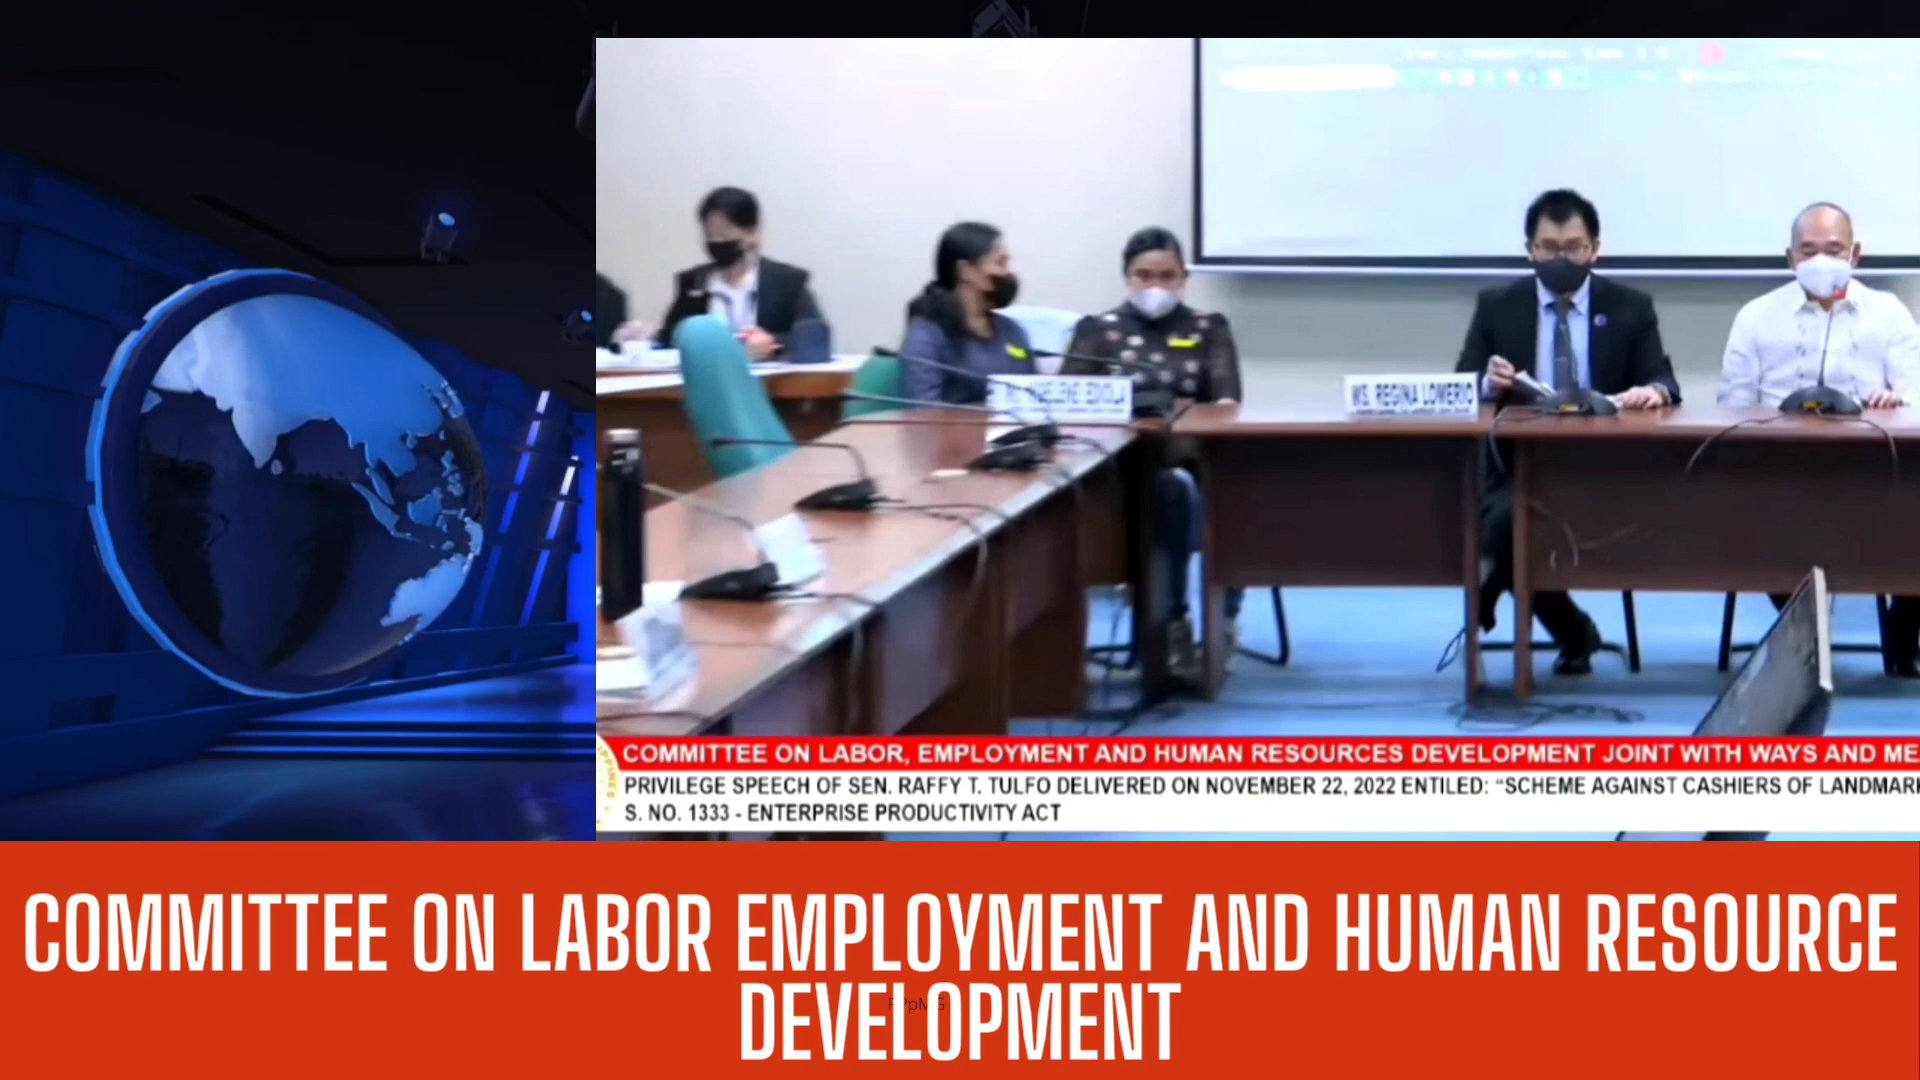 MS. REGINA LOMERIO
COMMITTEE ON LABOR, EMPLOYMENT AND HUMAN RESOURCES DEVELOPMENT JOINT WITH WAYS AND ME
PRIVILEGE SPEECH OF SEN. RAFFY T. TULFO DELIVERED ON NOVEMBER 22, 2022 ENTILED: “SCHEME AGAINST CASHIERS OF LANDMARK
S. NO. 1333 - ENTERPRISE PRODUCTIVITY ACT
COMMITTEE ON LABOR EMPLOYMENT AND HUMAN RESOURCE
DEVELOPMENT